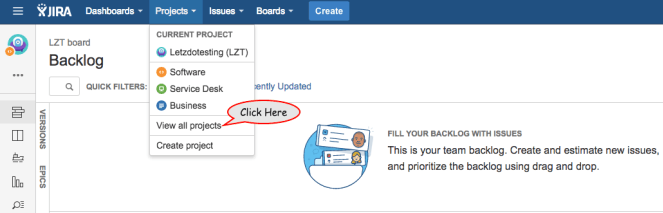 JIRA Dashboards Projects Issues Boards Create
CURRENT PROJECT
Letzdotesting (LZT)
Software
Service Desk
Business
View all projects
Create project
Click Here
LZT board
Backlog
QUICK FILTERS:
cently Updated
VERSIONS
EPICS
FILL YOUR BACKLOG WITH ISSUES
This is your team backlog. Create and estimate new issues,
and prioritize the backlog using drag and drop.